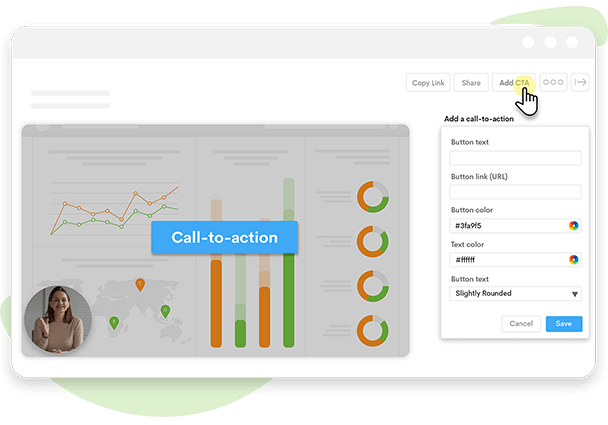 Copy Link
Share
Add CTA
Add a call-to-action
Button text
Button link (URL)
Button color
#3fa9f5
Text color
#ffffff
Button text
Slightly Rounded
Cancel
Save
Call-to-action